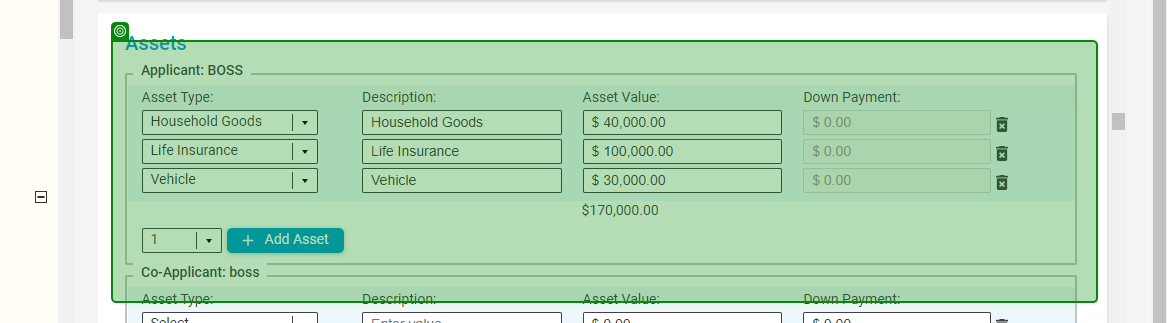 Assets
Applicant: BOSS
Asset Type: Description: Asset Value: Down Payment:
Household Goods Household Goods $ 40,000.00 $ 0.00
Life Insurance Life Insurance $ 100,000.00 $ 0.00
Vehicle Vehicle $ 30,000.00 $ 0.00
$170,000.00
1 + Add Asset
Co-Applicant: boss
Asset Type: Description: Asset Value: Down Payment:
Select Enter value $ 0.00 $ 0.00